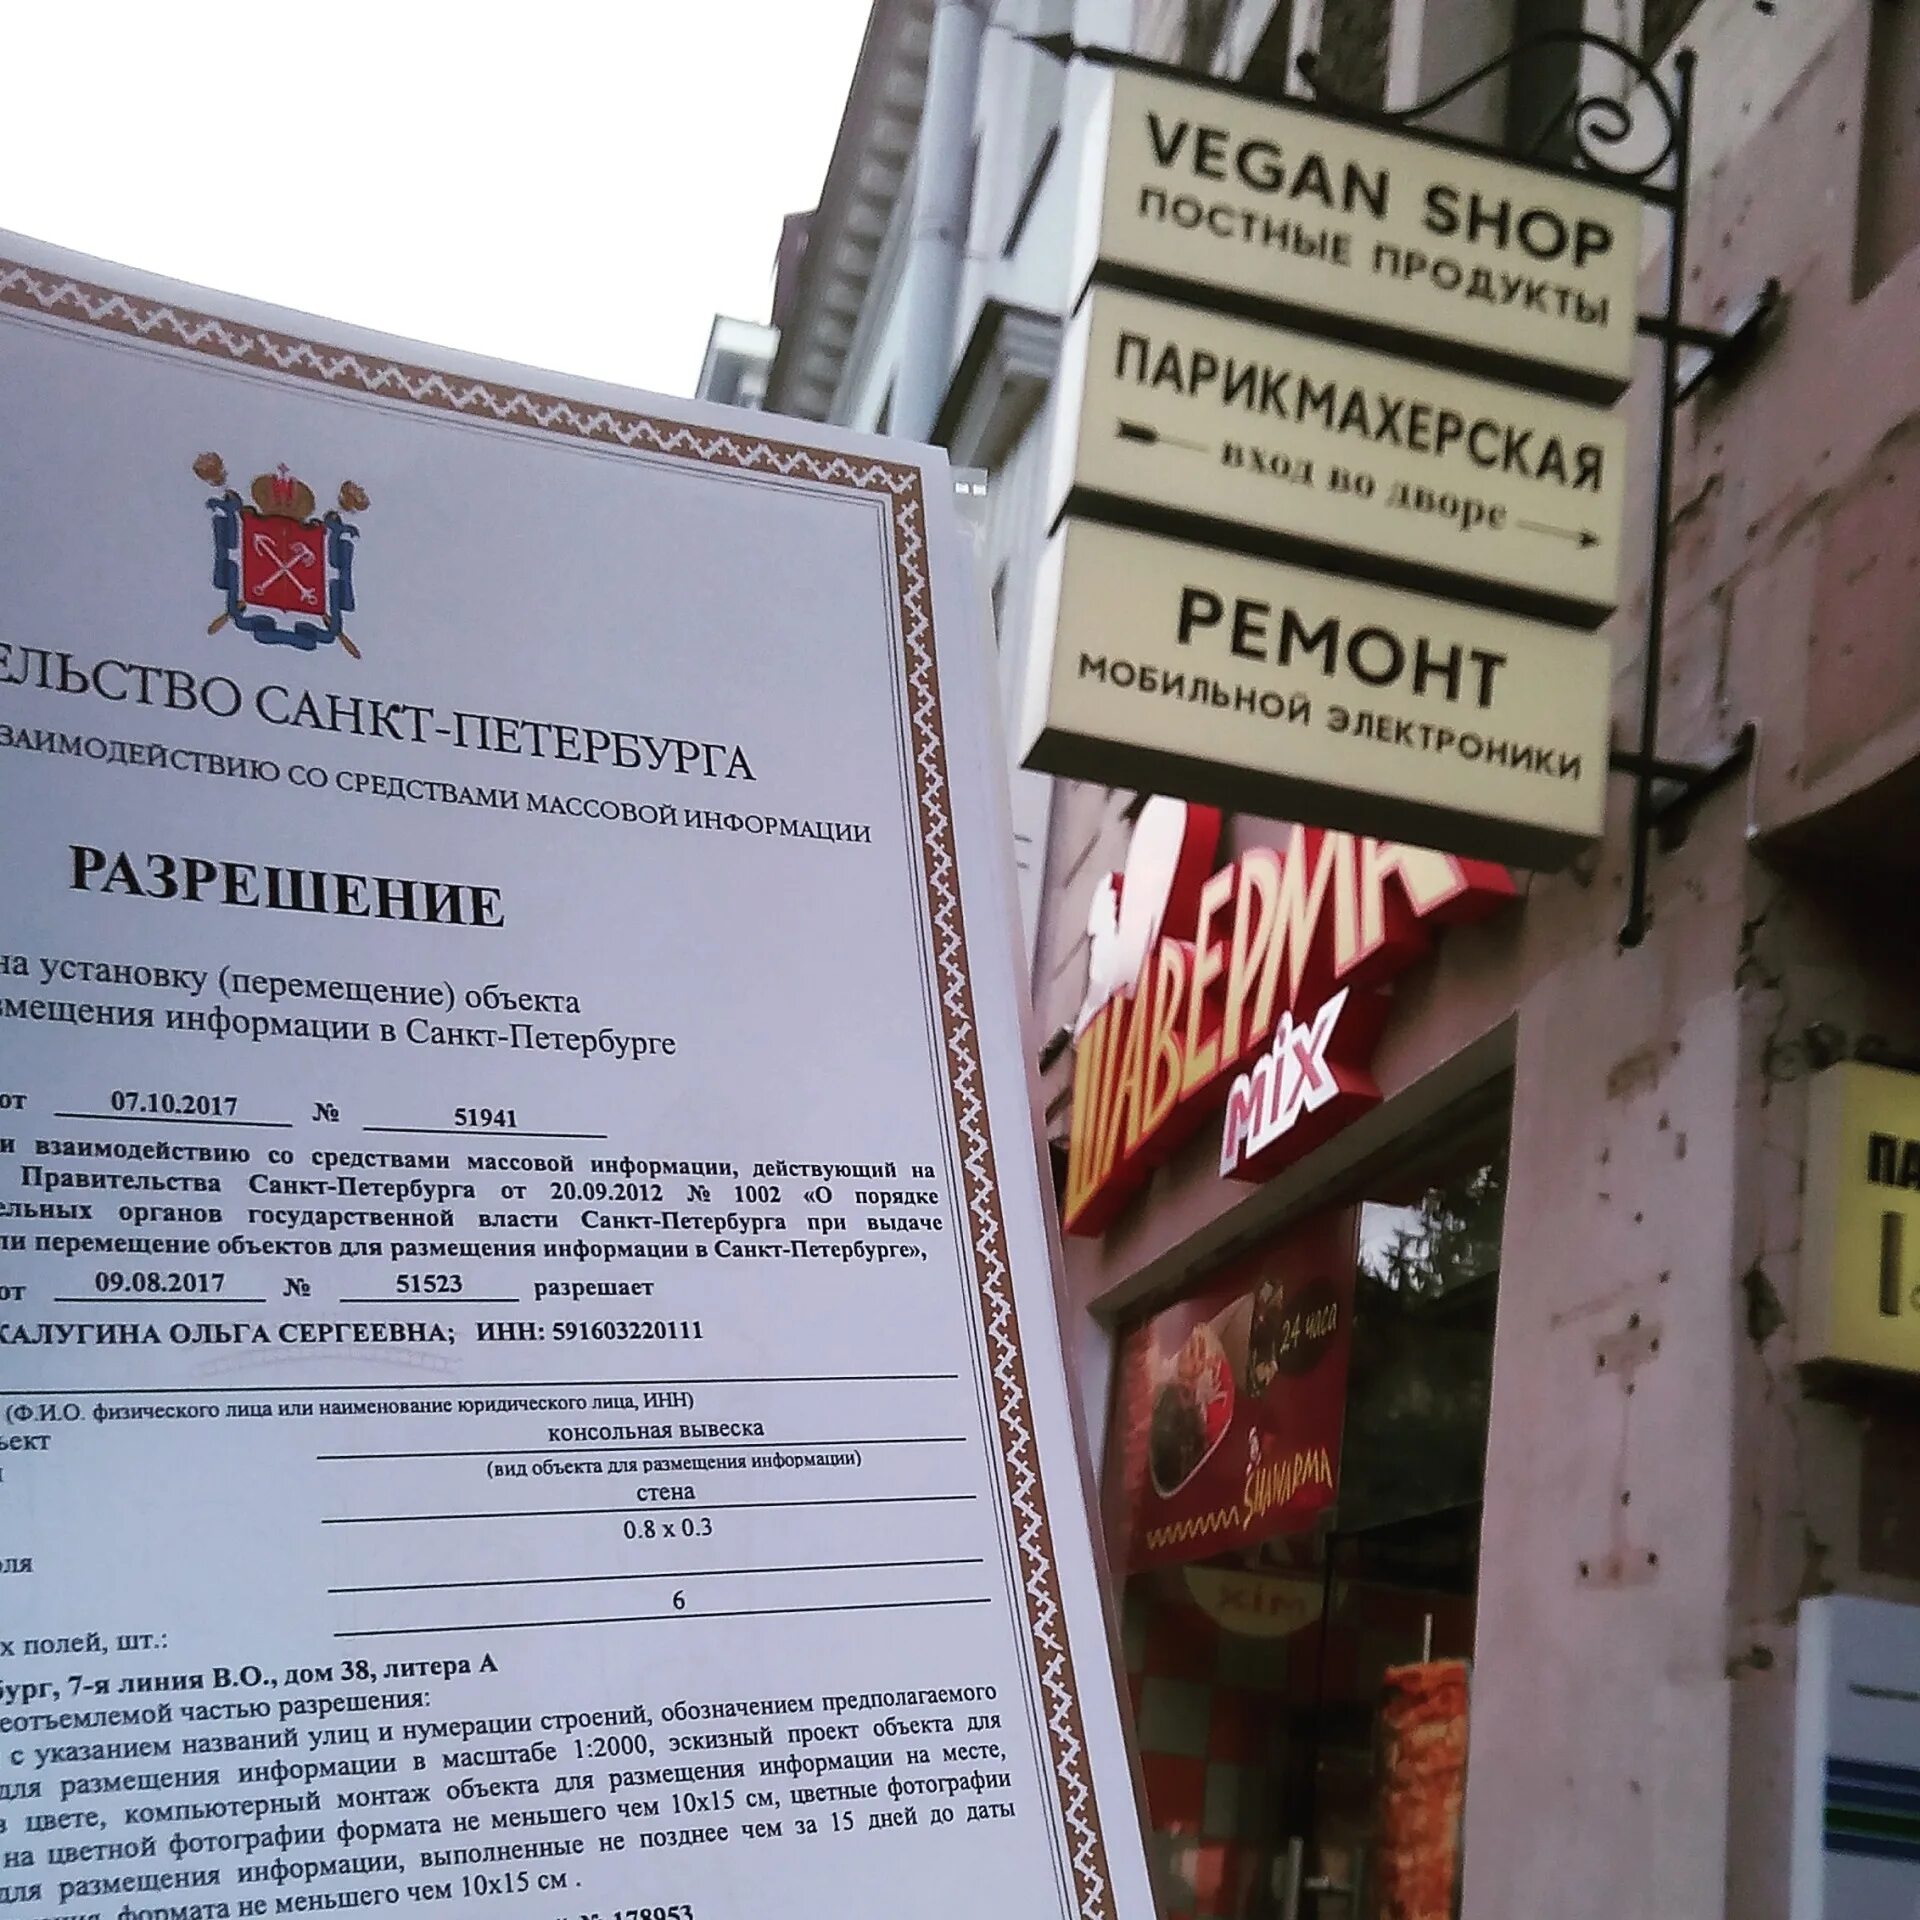 ЕЛЬСТВО САНКТ-ПЕТЕРБУРГА
ЗАИМОДЕЙСТВИЮ СО СРЕДСТВАМИ МАССОВОЙ ИНФОРМАЦИИ
РАЗРЕШЕНИЕ
на установку (перемещение) объекта
змещения информации в Санкт-Петербурге
от 07.10.2017 № 51941
и взаимодействию со средствами массовой информации, действующий на
Правительства Санкт-Петербурга от 20.09.2012 № 1002 «О порядке
ельных органов государственной власти Санкт-Петербурга при выдаче
ли перемещение объектов для размещения информации в Санкт-Петербурге»,
от 09.08.2017 № 51523 разрешает
КАЛУГИНА ОЛЬГА СЕРГЕЕВНА; ИНН: 591603220111
(Ф.И.О. физического лица или наименование юридического лица, ИНН)
ъект консольная вывеска
(вид объекта для размещения информации)
стена
0.8 x 0.3
оля
6
х полей, шт.:
бург, 7-я линия В.О., дом 38, литера А
еотъемлемой частью разрешения:
с указанием названий улиц и нумерации строений, обозначением предполагаемого
для размещения информации в масштабе 1:2000, эскизный проект объекта для
в цвете, компьютерный монтаж объекта для размещения информации на месте,
на цветной фотографии формата не меньшего чем 10x15 см, цветные фотографии
для размещения информации, выполненные не позднее чем за 15 дней до даты
формата не меньшего чем 10x15 см .
№ 178953
VEGAN SHOP
ПОСТНЫЕ ПРОДУКТЫ
ПАРИКМАХЕРСКАЯ
вход во дворе
РЕМОНТ
МОБИЛЬНОЙ ЭЛЕКТРОНИКИ
ШАВЕРМА
mix
24 часа
SHAWARMA
mix
ПА